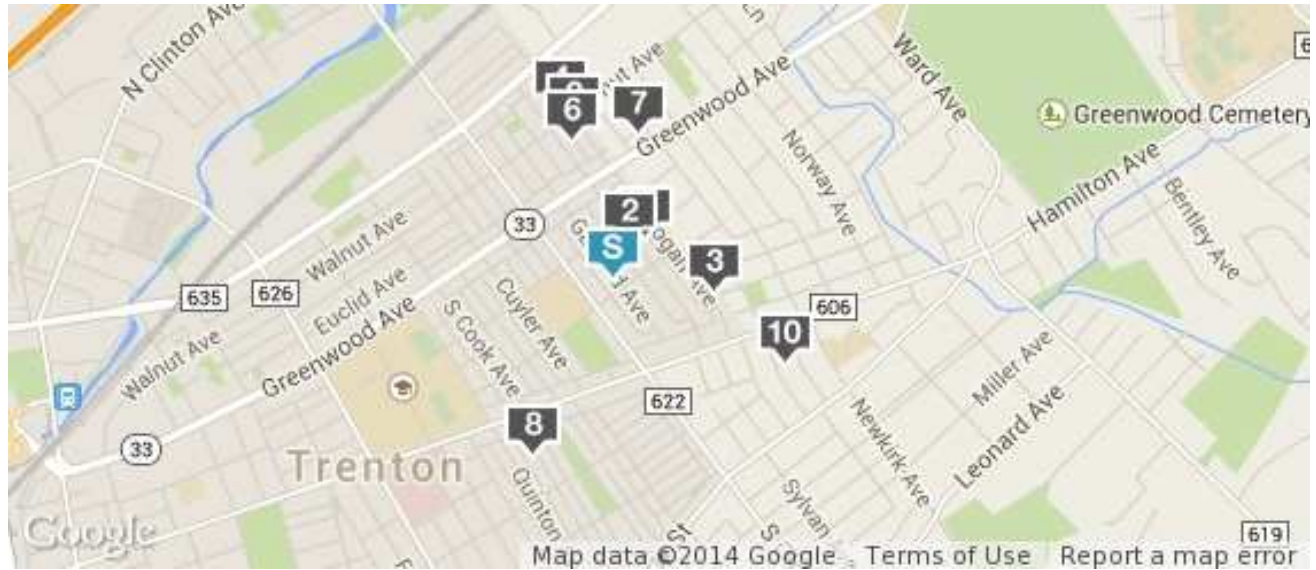 N Clinton Ave
Ward Ave
Greenwood Ave
6
7
Greenwood Cemetery
Norway Ave
Hamilton Ave
Bentley Ave
Walnut Ave
33
2
S
Logan Ave
3
635
626
Euclid Ave
Greenwood Ave
S Cook Ave
Cuyler Ave
606
10
Walnut Ave
622
Miller Ave
Leonard Ave
Newkirk Ave
8
33
Trenton
Quinton
Sylvan
S
619
Google
Map data ©2014 Google
Terms of Use
Report a map error